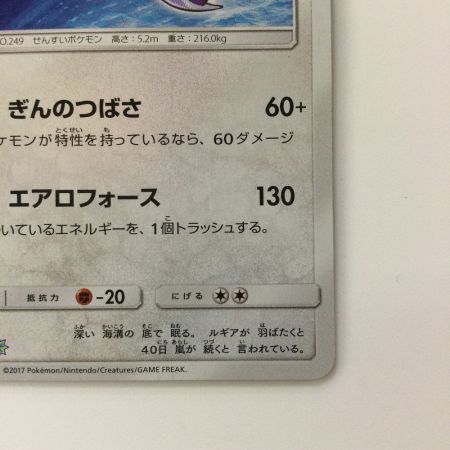 O.249 せんすいポケモン 高さ：5.2m 重さ：216.0kg
ぎんのつばさ 60+
ケモンが特性を持っているなら、60ダメージ
エアロフォース 130
いているエネルギーを、1個トラッシュする。
抵抗力 -20 にげる
深い 海溝の 底で 眠る。 ルギアが 羽ばたくと
40日 嵐が 続くと 言われている。
©2017 Pokémon/Nintendo/Creatures/GAME FREAK.